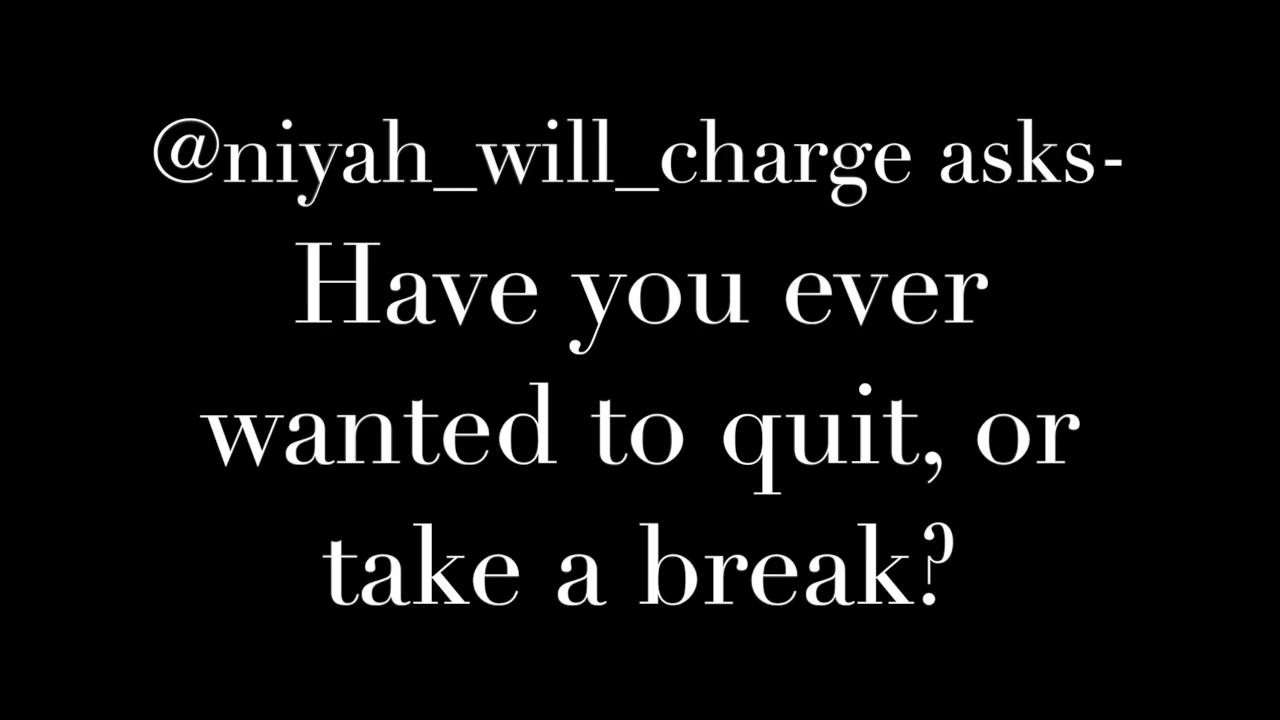 @niyah_will_charge asks-
Have you ever
wanted to quit, or
take a break?